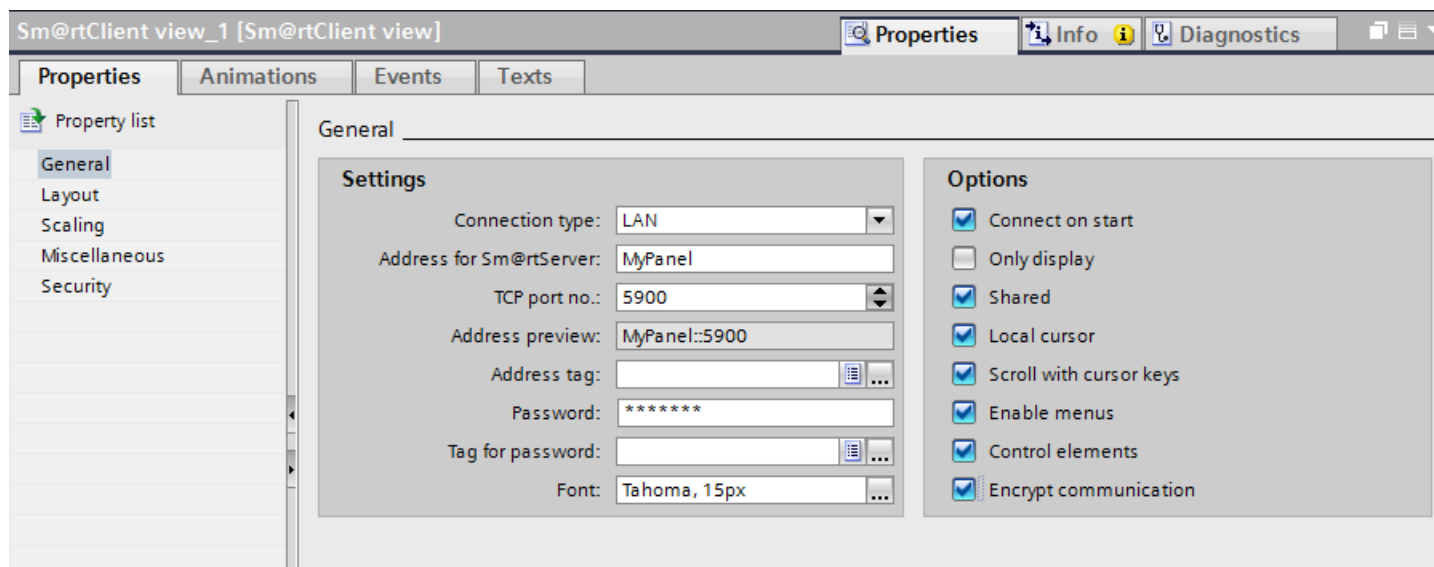 Sm@rtClient view_1 [Sm@rtClient view]
Properties
Info
Diagnostics
Properties
Animations
Events
Texts
Property list
General
Layout
Scaling
Miscellaneous
Security
General
Settings
Connection type: LAN
Address for Sm@rtServer: MyPanel
TCP port no.: 5900
Address preview: MyPanel::5900
Address tag: ...
Password: *******
Tag for password: ...
Font: Tahoma, 15px ...
Options
Connect on start
Only display
Shared
Local cursor
Scroll with cursor keys
Enable menus
Control elements
Encrypt communication